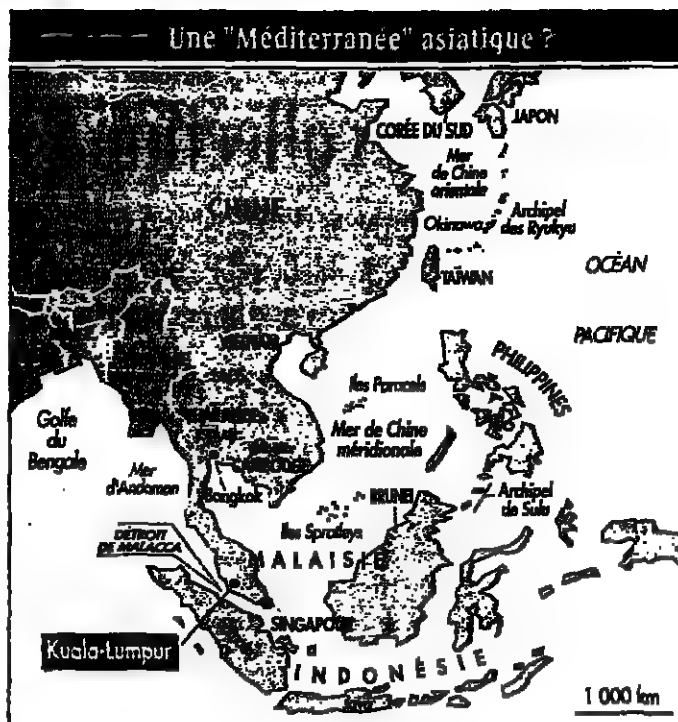 Une "Méditerranée" asiatique ?
CORÉE DU SUD
JAPON
Mer
de Chine
orientale
CHINE
Okinawa
Archipel
des Ryukyu
TAÏWAN
OCÉAN
PACIFIQUE
PHILIPPINES
Îles Paracels
Golfe
du
Bengale
Mer de Chine
méridionale
Mer
d'Andaman
Bangkok
BRUNEI
Archipel
de Sulu
Îles Spratleys
DÉTROIT
DE MALACCA
MALAISIE
SINGAPOUR
Kuala-Lumpur
INDONÉSIE
Java
1 000 km